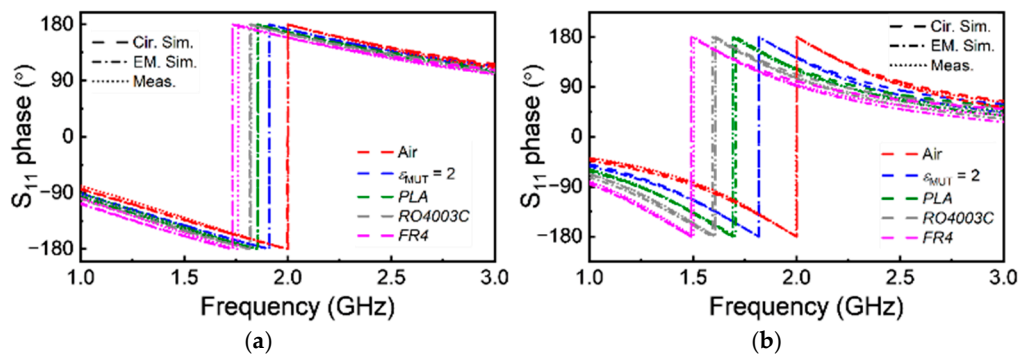 S11 phase (°)
180
90
0
−90
−180
Cir. Sim.
EM. Sim.
Meas.
Air
εMUT = 2
PLA
RO4003C
FR4
1.0 1.5 2.0 2.5 3.0
Frequency (GHz)
(a)
S11 phase (°)
180
90
0
−90
−180
Cir. Sim.
EM. Sim.
Meas.
Air
εMUT = 2
PLA
RO4003C
FR4
1.0 1.5 2.0 2.5 3.0
Frequency (GHz)
(b)